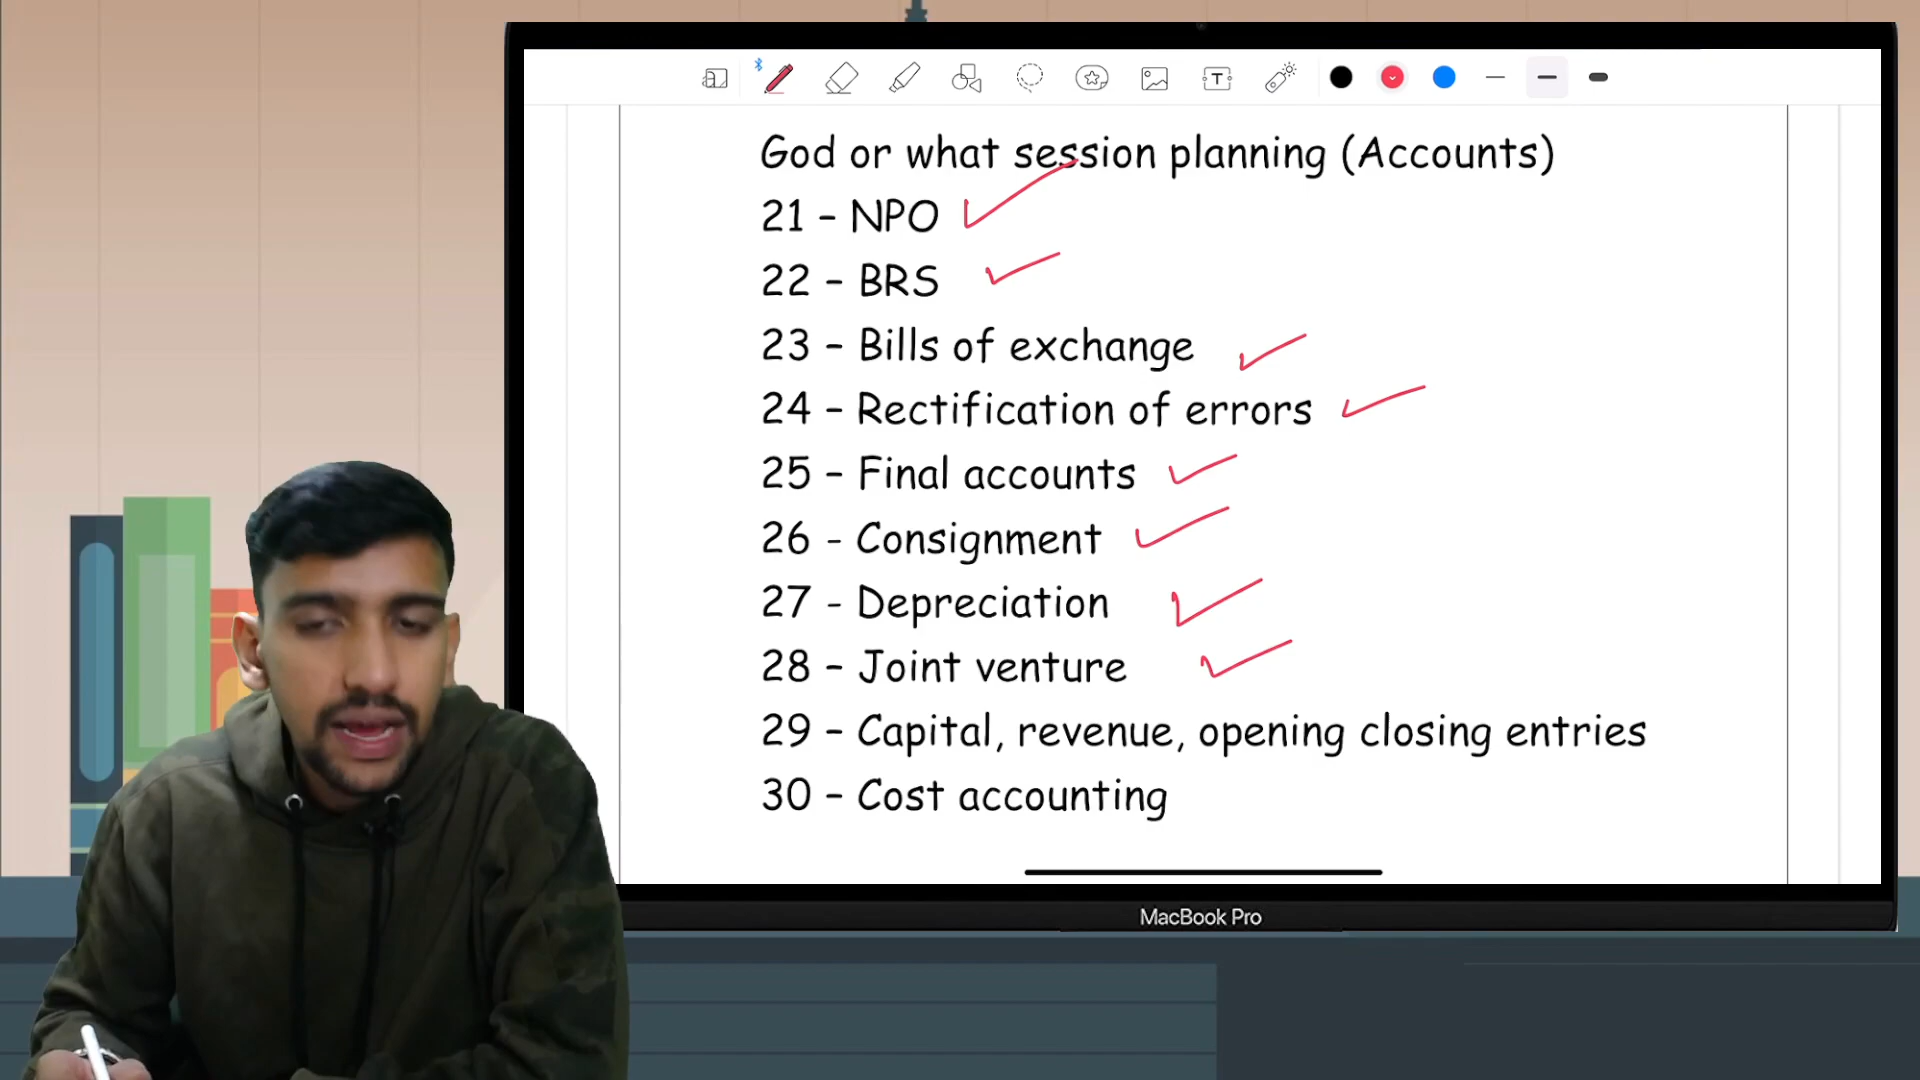 God or what session planning (Accounts)
21 – NPO
22 – BRS
23 – Bills of exchange
24 – Rectification of errors
25 – Final accounts
26 - Consignment
27 - Depreciation
28 – Joint venture
29 – Capital, revenue, opening closing entries
30 – Cost accounting
MacBook Pro